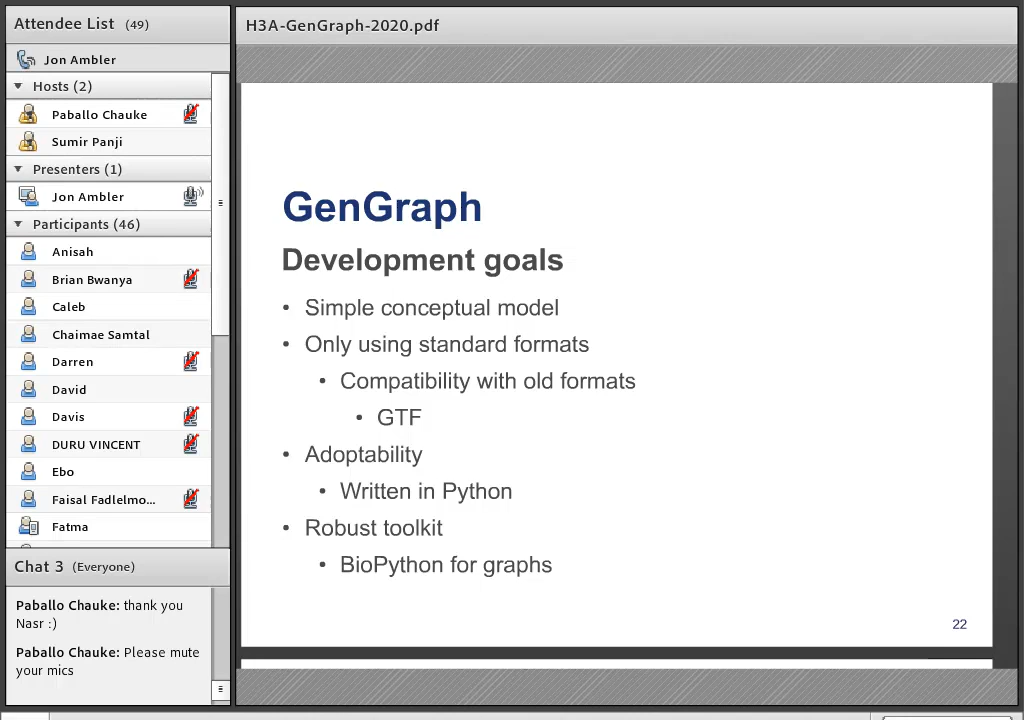 Attendee List (49)
Jon Ambler
Hosts (2)
Paballo Chauke
Sumir Panji
Presenters (1)
Jon Ambler
Participants (46)
Anisah
Brian Bwanya
Caleb
Chaimae Samtal
Darren
David
Davis
DURU VINCENT
Ebo
Faisal Fadlelmo...
Fatma
Chat 3 (Everyone)
Paballo Chauke: thank you
Nasr :)
Paballo Chauke: Please mute
your mics
H3A-GenGraph-2020.pdf
GenGraph
Development goals
• Simple conceptual model
• Only using standard formats
• Compatibility with old formats
• GTF
• Adoptability
• Written in Python
• Robust toolkit
• BioPython for graphs
22